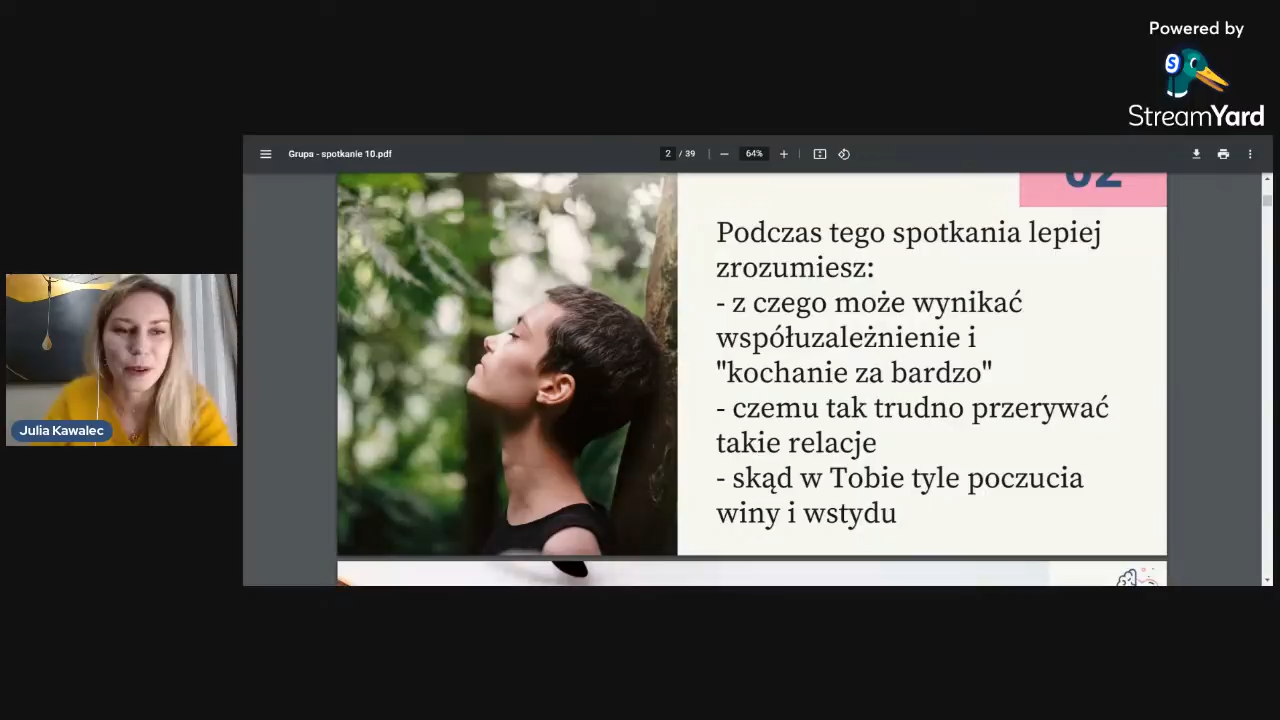 Powered by
StreamYard
Grupa - spotkanie 10.pdf
2 / 39
64%
02
Podczas tego spotkania lepiej
zrozumiesz:
- z czego może wynikać
współuzależnienie i
"kochanie za bardzo"
- czemu tak trudno przerywać
takie relacje
- skąd w Tobie tyle poczucia
winy i wstydu
Julia Kawalec